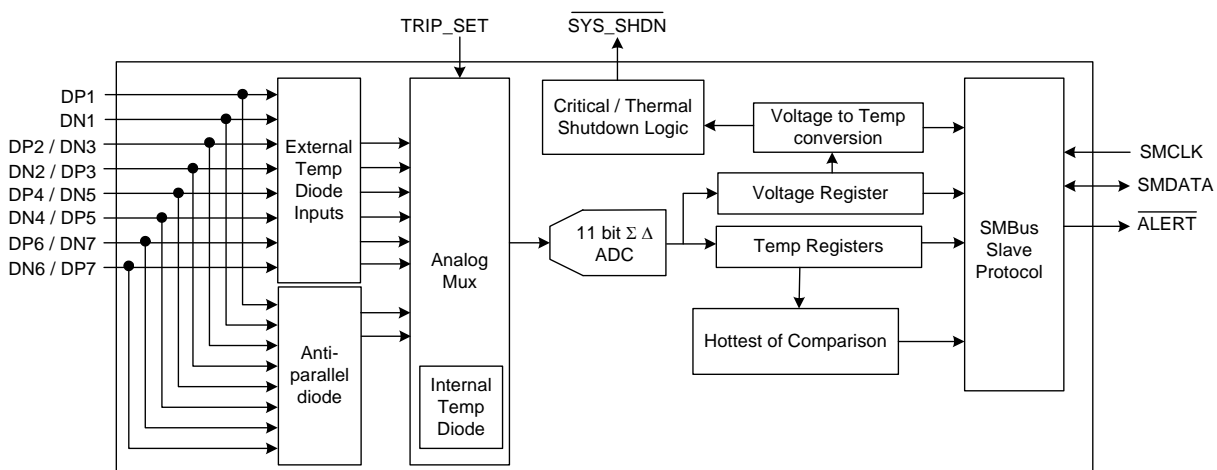 TRIP_SET
SYS_SHDN
DP1
DN1
DP2 / DN3
DN2 / DP3
DP4 / DN5
DN4 / DP5
DP6 / DN7
DN6 / DP7
External
Temp
Diode
Inputs
Anti-
parallel
diode
Analog
Mux
Internal
Temp
Diode
11 bit Σ Δ
ADC
Critical / Thermal
Shutdown Logic
Voltage to Temp
conversion
Voltage Register
Temp Registers
Hottest of Comparison
SMBus
Slave
Protocol
SMCLK
SMDATA
ALERT